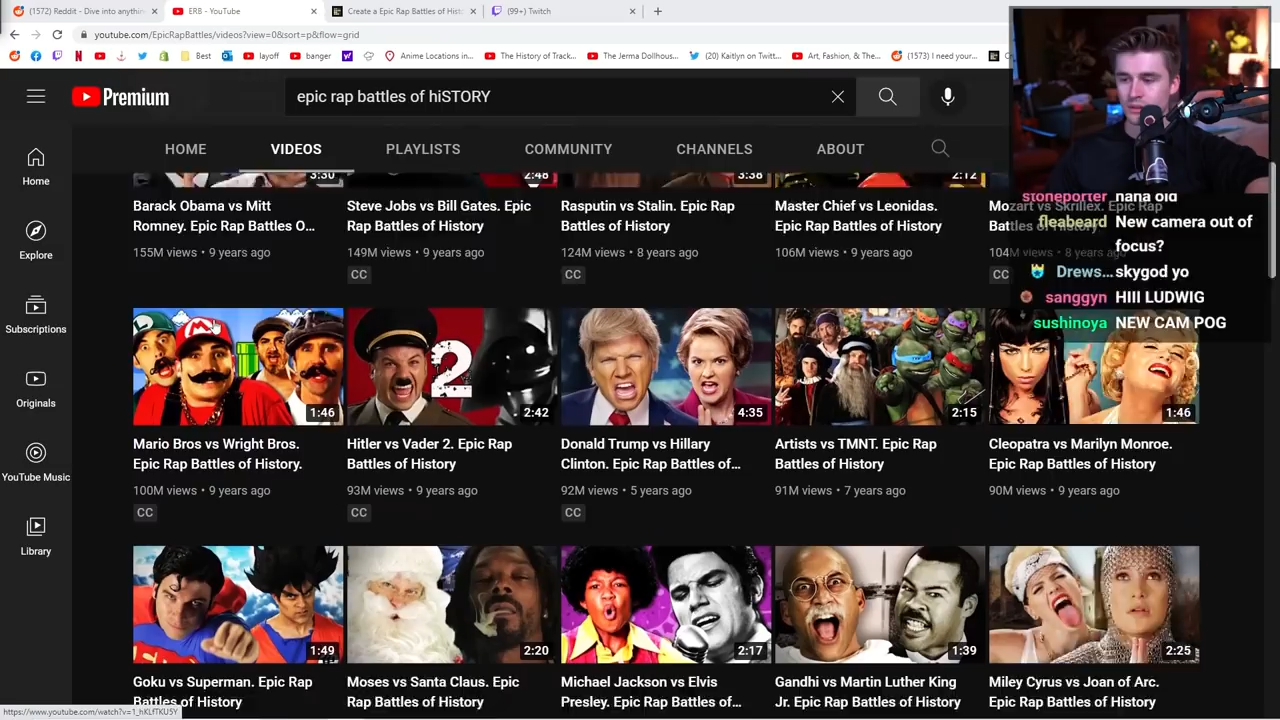 (1572) Reddit - Dive into anythin
ERB - YouTube
Create a Epic Rap Battles of Hist
(99+) Twitch
youtube.com/EpicRapBattles/videos?view=0&sort=p&flow=grid
Best
layoff
banger
Anime Locations in...
The History of Track...
The Jerma Dollhous...
(20) Kaitlyn on Twitt...
Art, Fashion, & The...
(1573) I need your...
Premium
epic rap battles of hiSTORY
HOME
VIDEOS
PLAYLISTS
COMMUNITY
CHANNELS
ABOUT
Home
Explore
Subscriptions
Originals
YouTube Music
Library
3:30
2:48
3:38
2:12
Barack Obama vs Mitt
Romney. Epic Rap Battles O...
155M views • 9 years ago
Steve Jobs vs Bill Gates. Epic
Rap Battles of History
149M views • 9 years ago
CC
Rasputin vs Stalin. Epic Rap
Battles of History
124M views • 8 years ago
CC
Master Chief vs Leonidas.
Epic Rap Battles of History
106M views • 9 years ago
Mozart vs Skrillex. Epic Rap
Battles of History
104M views • 8 years ago
CC
stoneporter haha old
fleabeard New camera out of
focus?
Drews... skygod yo
sanggyn HIII LUDWIG
sushinoya NEW CAM POG
1:46
2
2:42
4:35
2:15
1:46
Mario Bros vs Wright Bros.
Epic Rap Battles of History.
100M views • 9 years ago
CC
Hitler vs Vader 2. Epic Rap
Battles of History
93M views • 9 years ago
CC
Donald Trump vs Hillary
Clinton. Epic Rap Battles of...
92M views • 5 years ago
CC
Artists vs TMNT. Epic Rap
Battles of History
91M views • 7 years ago
Cleopatra vs Marilyn Monroe.
Epic Rap Battles of History
90M views • 9 years ago
1:49
2:20
2:17
1:39
2:25
Goku vs Superman. Epic Rap
Battles of History
Moses vs Santa Claus. Epic
Rap Battles of History
Michael Jackson vs Elvis
Presley. Epic Rap Battles of...
Gandhi vs Martin Luther King
Jr. Epic Rap Battles of History
Miley Cyrus vs Joan of Arc.
Epic Rap Battles of History
https://www.youtube.com/watch?v=1_hKLfTKU5Y